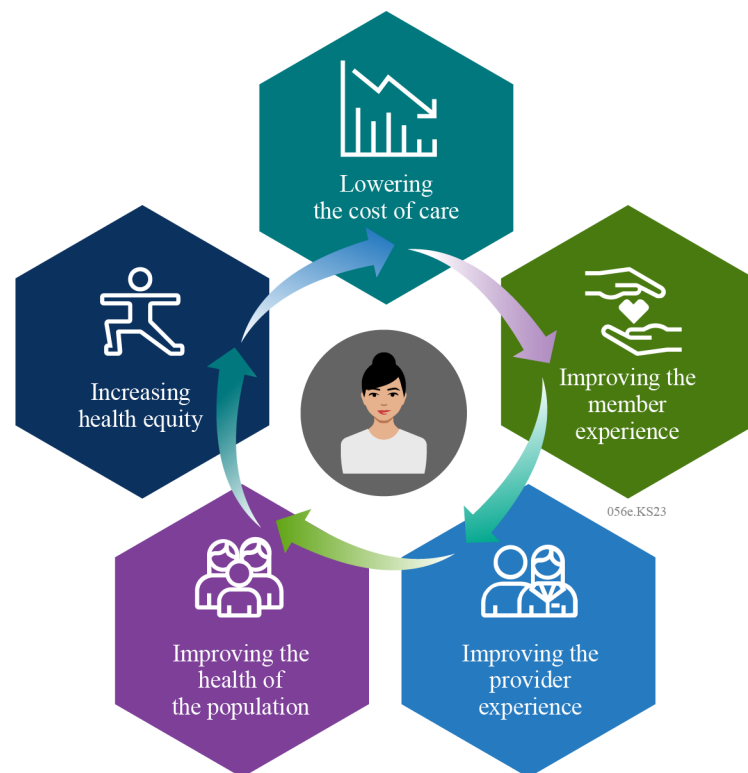 Lowering
the cost of care
Improving the
member
experience
056e.KS23
Improving the
provider
experience
Improving the
health of
the population
Increasing
health equity